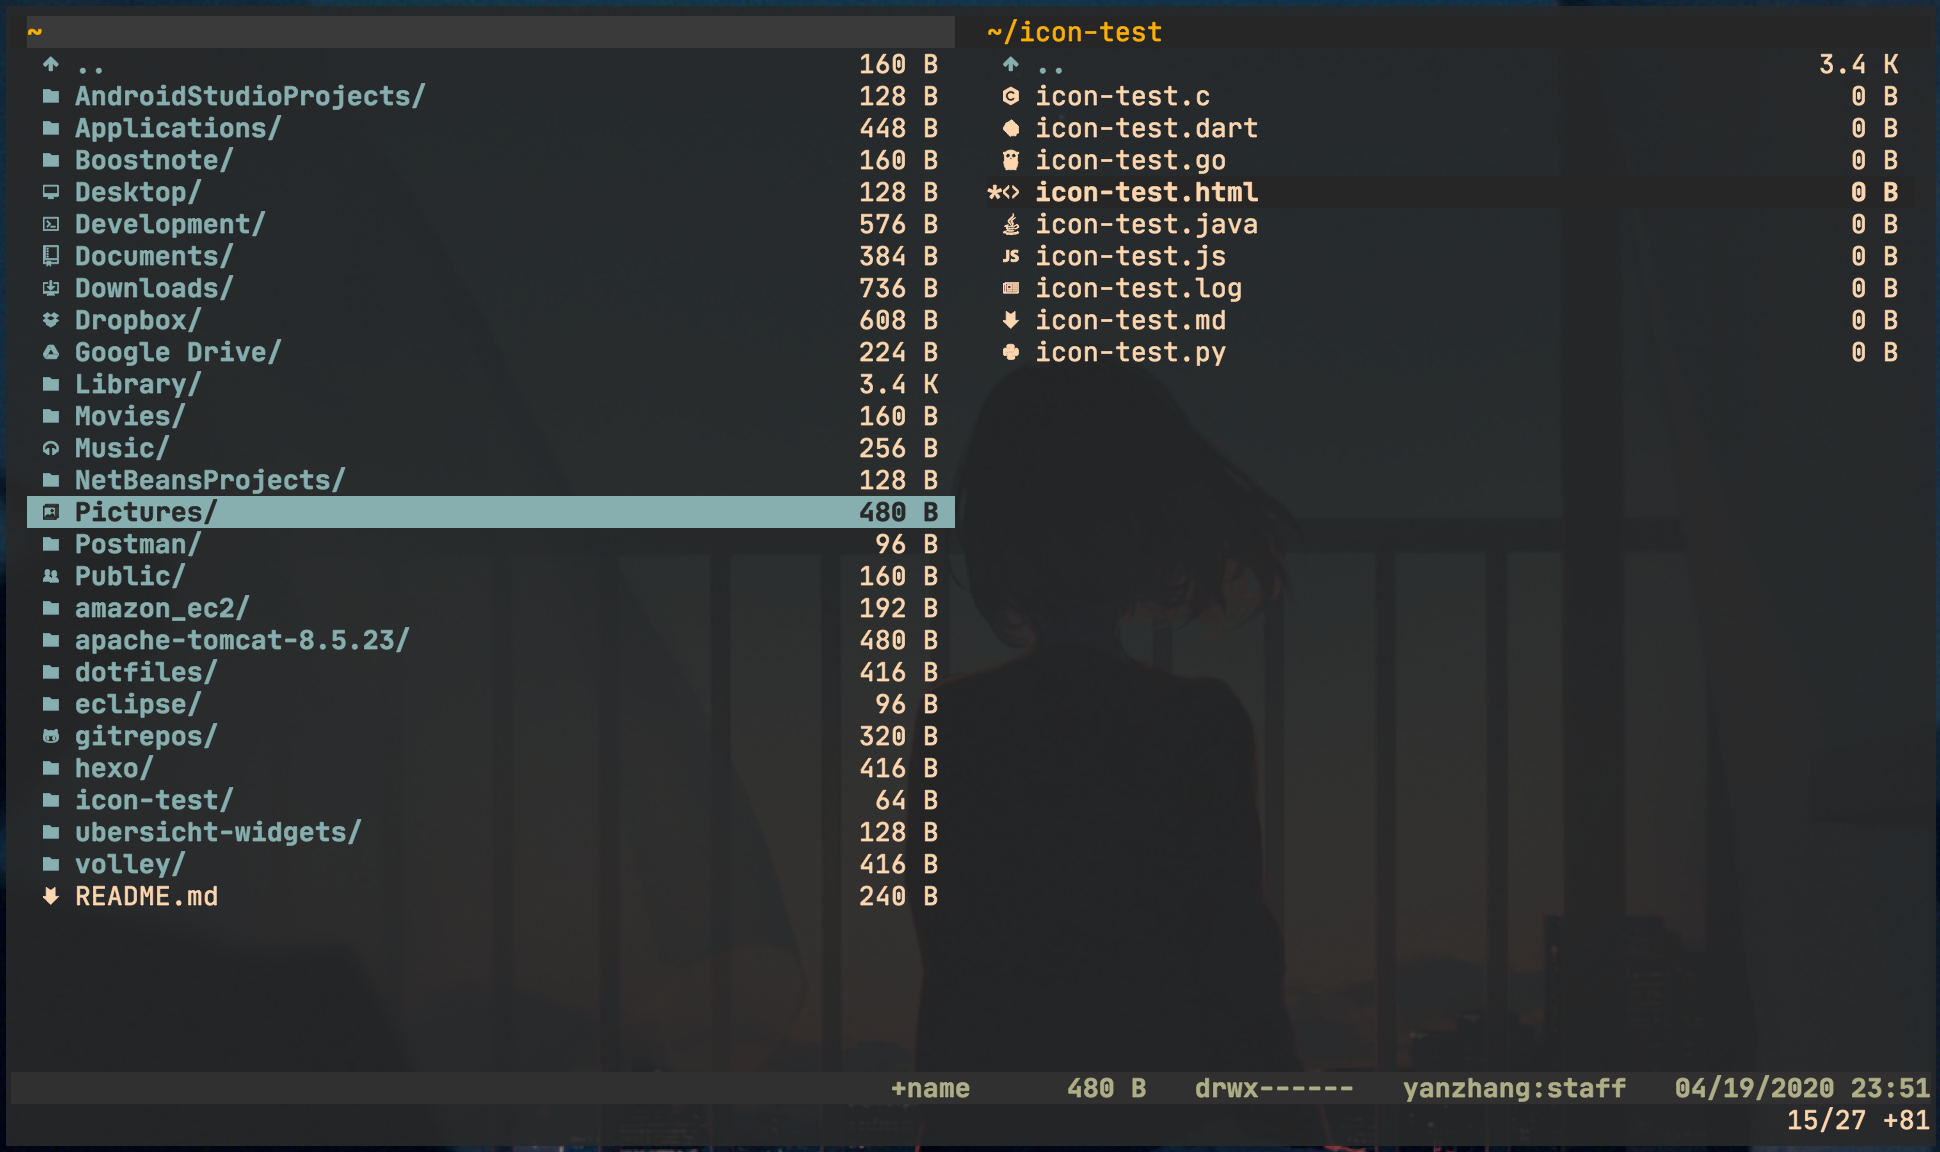 ~
.. 160 B
AndroidStudioProjects/ 128 B
Applications/ 448 B
Boostnote/ 160 B
Desktop/ 128 B
Development/ 576 B
Documents/ 384 B
Downloads/ 736 B
Dropbox/ 608 B
Google Drive/ 224 B
Library/ 3.4 K
Movies/ 160 B
Music/ 256 B
NetBeansProjects/ 128 B
Pictures/ 480 B
Postman/ 96 B
Public/ 160 B
amazon_ec2/ 192 B
apache-tomcat-8.5.23/ 480 B
dotfiles/ 416 B
eclipse/ 96 B
gitrepos/ 320 B
hexo/ 416 B
icon-test/ 64 B
ubersicht-widgets/ 128 B
volley/ 416 B
README.md 240 B
~/icon-test
.. 3.4 K
icon-test.c 0 B
icon-test.dart 0 B
icon-test.go 0 B
*<> icon-test.html 0 B
icon-test.java 0 B
JS icon-test.js 0 B
icon-test.log 0 B
icon-test.md 0 B
icon-test.py 0 B
+name 480 B drwx------ yanzhang:staff 04/19/2020 23:51
15/27 +81